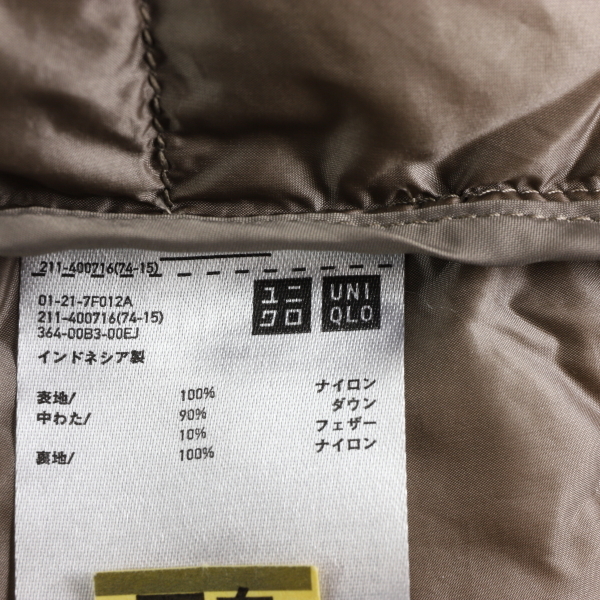 211-400716(74-15)
01-21-7F012A
211-400716(74-15)
364-00B3-00EJ
インドネシア製
ユニ UNI
クロ QLO
表地/ 100% ナイロン
中わた/ 90% ダウン
10% フェザー
裏地/ 100% ナイロン